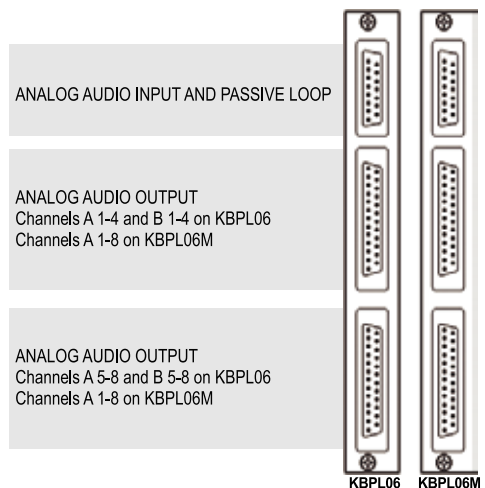 ANALOG AUDIO INPUT AND PASSIVE LOOP
ANALOG AUDIO OUTPUT
Channels A 1-4 and B 1-4 on KBPL06
Channels A 1-8 on KBPL06M
ANALOG AUDIO OUTPUT
Channels A 5-8 and B 5-8 on KBPL06
Channels A 1-8 on KBPL06M
KBPL06 KBPL06M